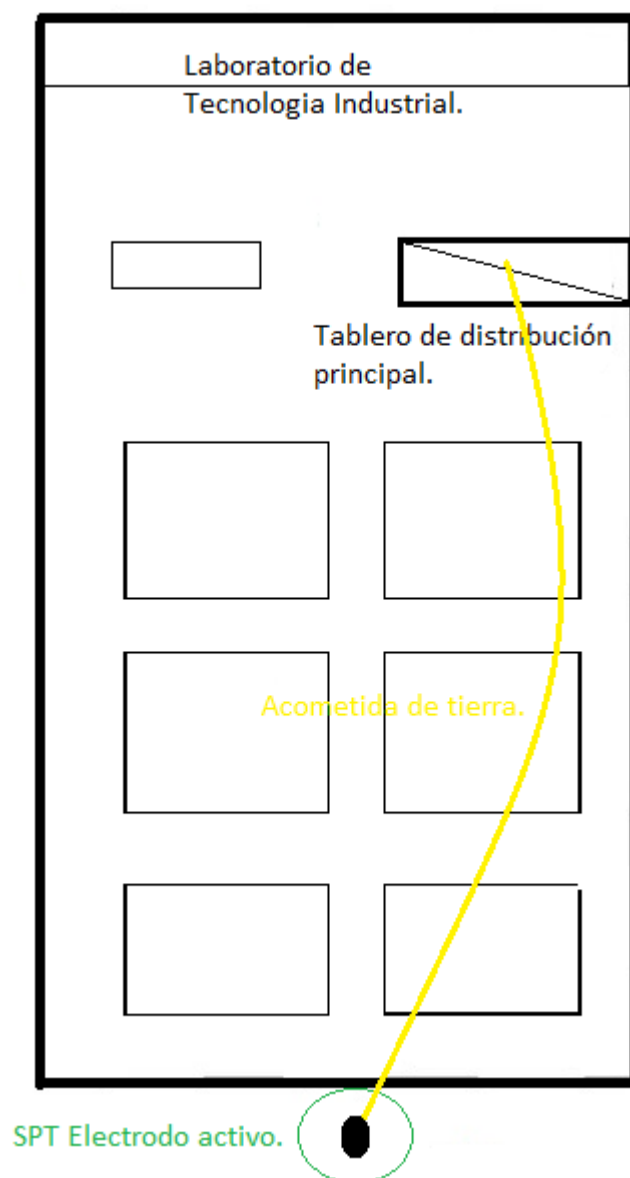 Laboratorio de
Tecnologia Industrial.
Tablero de distribución
principal.
Acometida de tierra.
SPT Electrodo activo.